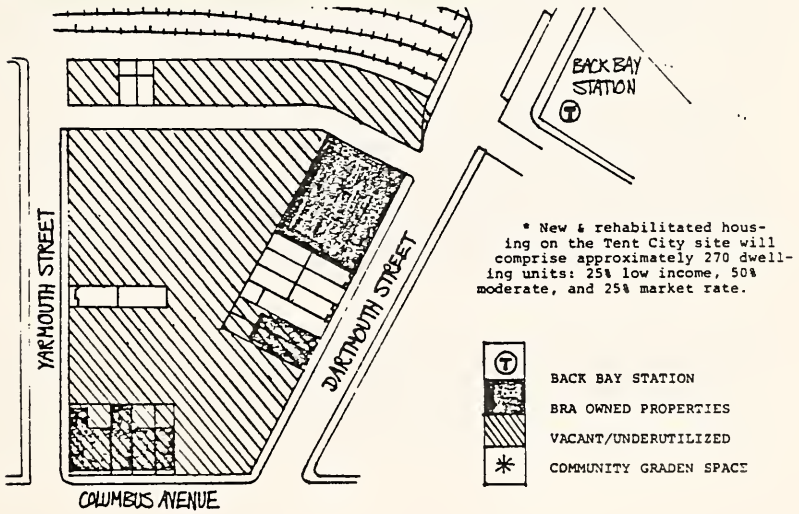 BACK BAY
STATION
T
YARMOUTH STREET
DARTMOUTH STREET
COLUMBUS AVENUE
* New & rehabilitated hous-
ing on the Tent City site will
comprise approximately 270 dwell-
ing units: 25% low income, 50%
moderate, and 25% market rate.
T BACK BAY STATION
BRA OWNED PROPERTIES
VACANT/UNDERUTILIZED
* COMMUNITY GRADEN SPACE